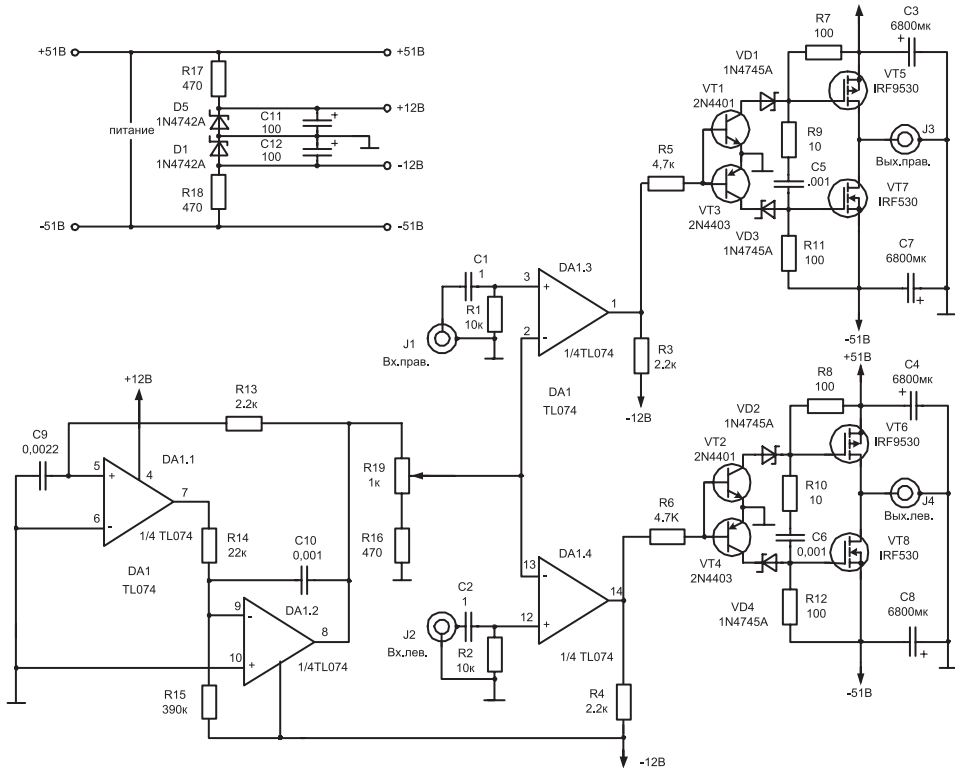 +51В
+51В
R17
470
D5
1N4742A
+12В
C11
100
+
питание
C12
100
+
D1
1N4742A
-12В
R18
470
-51В
-51В
R7
100
C3
6800мк
+
VD1
1N4745A
VT1
2N4401
VT5
IRF9530
R9
10
J3
Вых.прав.
R5
4,7к
C5
.001
VT3
2N4403
VT7
IRF530
VD3
1N4745A
R11
100
C7
6800мк
+
-51В
C1
1
DA1.3
3
+
R1
10к
1
2
-
J1
Вх.прав.
1/4TL074
R3
2.2к
DA1
TL074
-12В
+51В
R8
100
C4
6800мк
+
VD2
1N4745A
VT2
2N4401
VT6
IRF9530
R10
10
J4
Вых.лев.
R6
4.7K
C6
0,001
VT4
2N4403
VT8
IRF530
VD4
1N4745A
R12
100
C8
6800мк
+
-51В
+12В
R13
2.2к
C9
0,0022
DA1.1
5
+
4
7
6
-
1/4 TL074
R19
1к
R14
22к
C10
0,001
R16
470
DA1
TL074
DA1.2
9
-
8
10
+
1/4TL074
R15
390к
DA1.4
13
-
14
12
+
1/4 TL074
C2
1
J2
Вх.лев.
R2
10к
R4
2.2к
-12В